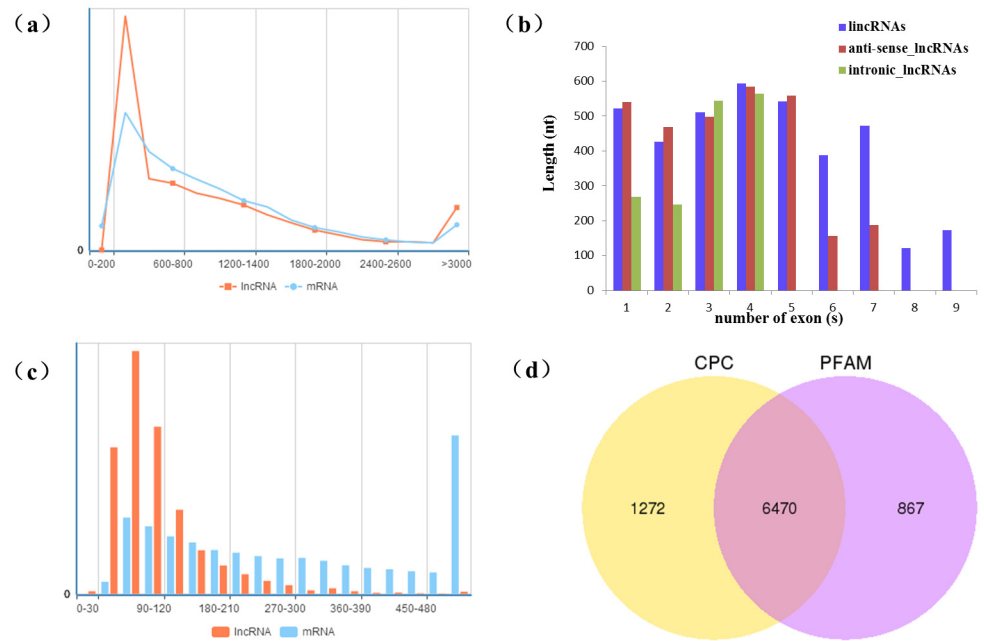 (a)
0
0-200 600-800 1200-1400 1800-2000 2400-2600 >3000
lncRNA mRNA
(b)
lincRNAs
anti-sense_lncRNAs
intronic_lncRNAs
Length (nt)
700
600
500
400
300
200
100
0
1 2 3 4 5 6 7 8 9
number of exon (s)
(c)
0
0-30 90-120 180-210 270-300 360-390 450-480
lncRNA mRNA
(d)
CPC PFAM
1272 6470 867